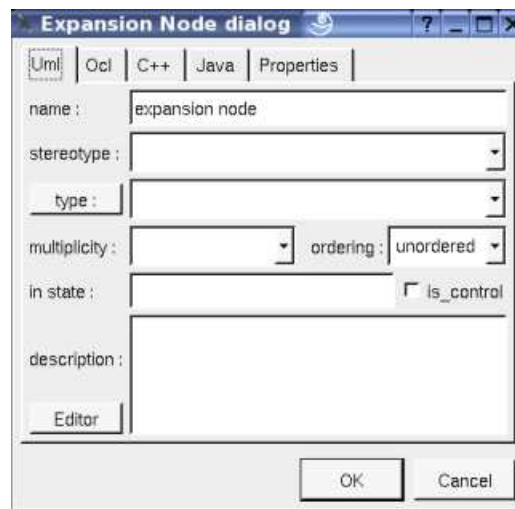 Expansion Node dialog ? _
Uml Ocl C++ Java Properties
name : expansion node
stereotype :
type :
multiplicity : ordering : unordered
in state : is_control
description :
Editor
OK Cancel